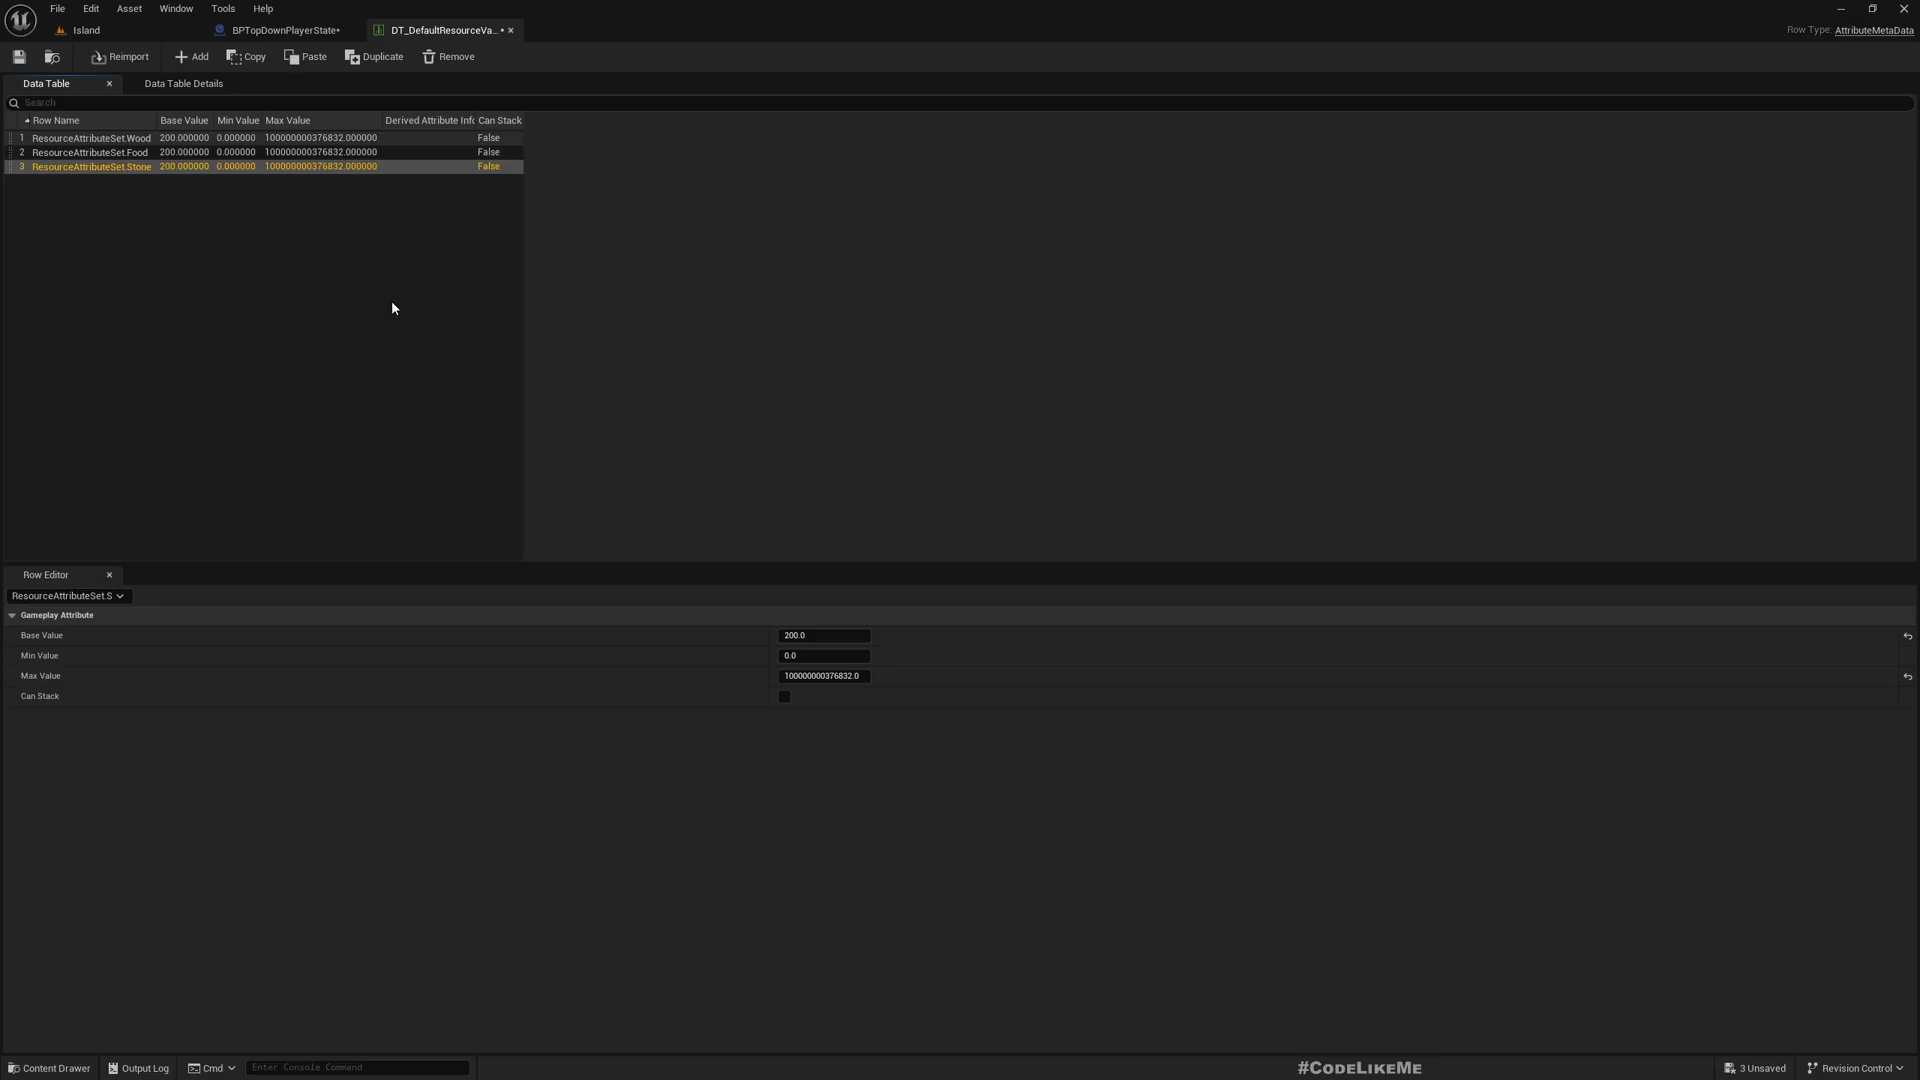 File Edit Asset Window Tools Help
Island BPTopDownPlayerState* DT_DefaultResourceVa...* Row Type: AttributeMetaData
Reimport Add Copy Paste Duplicate Remove
Data Table Data Table Details
Search
Row Name Base Value Min Value Max Value Derived Attribute Info Can Stack
1 ResourceAttributeSet.Wood 200.000000 0.000000 100000000376832.000000 False
2 ResourceAttributeSet.Food 200.000000 0.000000 100000000376832.000000 False
3 ResourceAttributeSet.Stone 200.000000 0.000000 100000000376832.000000 False
Row Editor
ResourceAttributeSet.S
Gameplay Attribute
Base Value 200.0
Min Value 0.0
Max Value 100000000376832.0
Can Stack
Content Drawer Output Log Cmd Enter Console Command #CodeLikeMe 3 Unsaved Revision Control